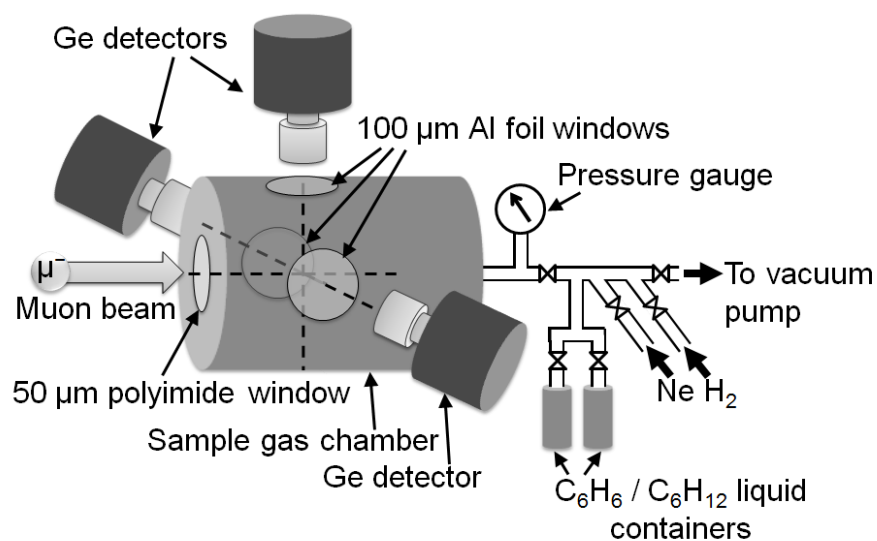 Ge detectors
100 μm Al foil windows
Pressure gauge
μ⁻
Muon beam
To vacuum
pump
50 μm polyimide window
Ne H₂
Sample gas chamber
Ge detector
C₆H₆ / C₆H₁₂ liquid
containers